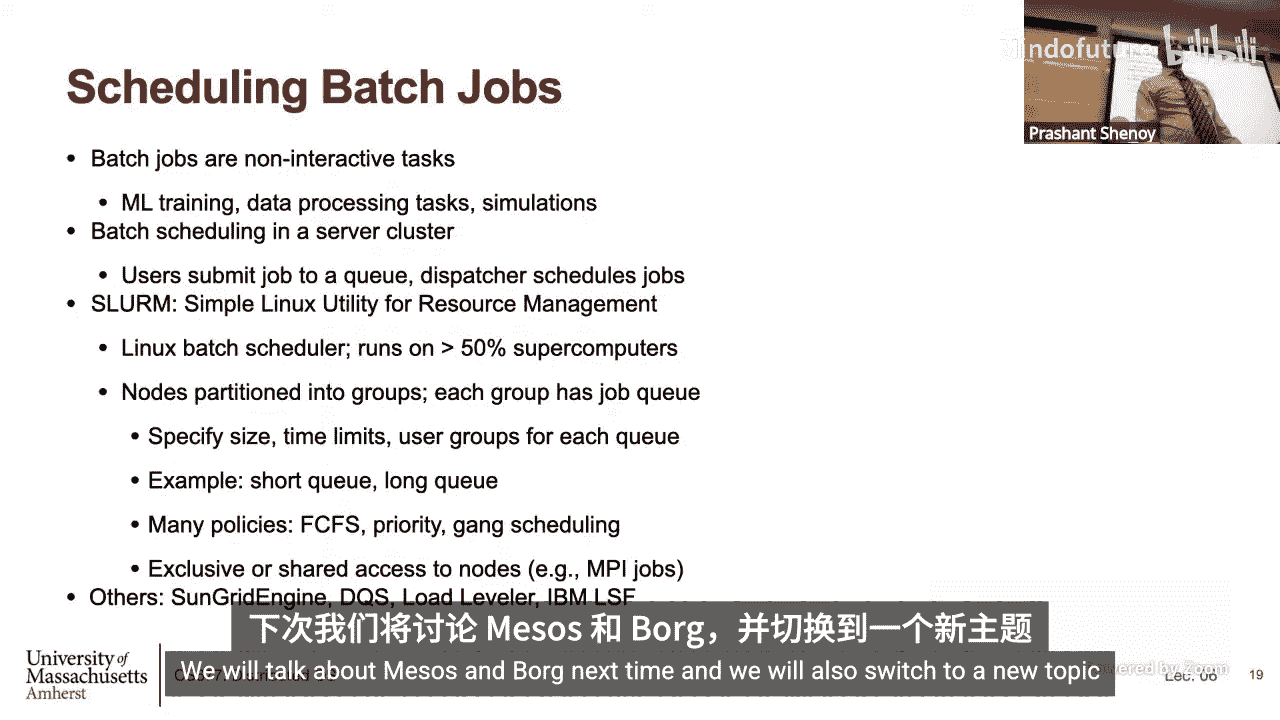 Mindofuture bilibili
Prashant Shenoy
Scheduling Batch Jobs
• Batch jobs are non-interactive tasks
• ML training, data processing tasks, simulations
• Batch scheduling in a server cluster
• Users submit job to a queue, dispatcher schedules jobs
• SLURM: Simple Linux Utility for Resource Management
• Linux batch scheduler; runs on > 50% supercomputers
• Nodes partitioned into groups; each group has job queue
• Specify size, time limits, user groups for each queue
• Example: short queue, long queue
• Many policies: FCFS, priority, gang scheduling
• Exclusive or shared access to nodes (e.g., MPI jobs)
• Others: SunGridEngine, DQS, Load Leveler, IBM LSF
下次我们将讨论 Mesos 和 Borg，并切换到一个新主题
We will talk about Mesos and Borg next time and we will also switch to a new topic
University of
Massachusetts
Amherst
Powered by Zoom
Lec. 06
19